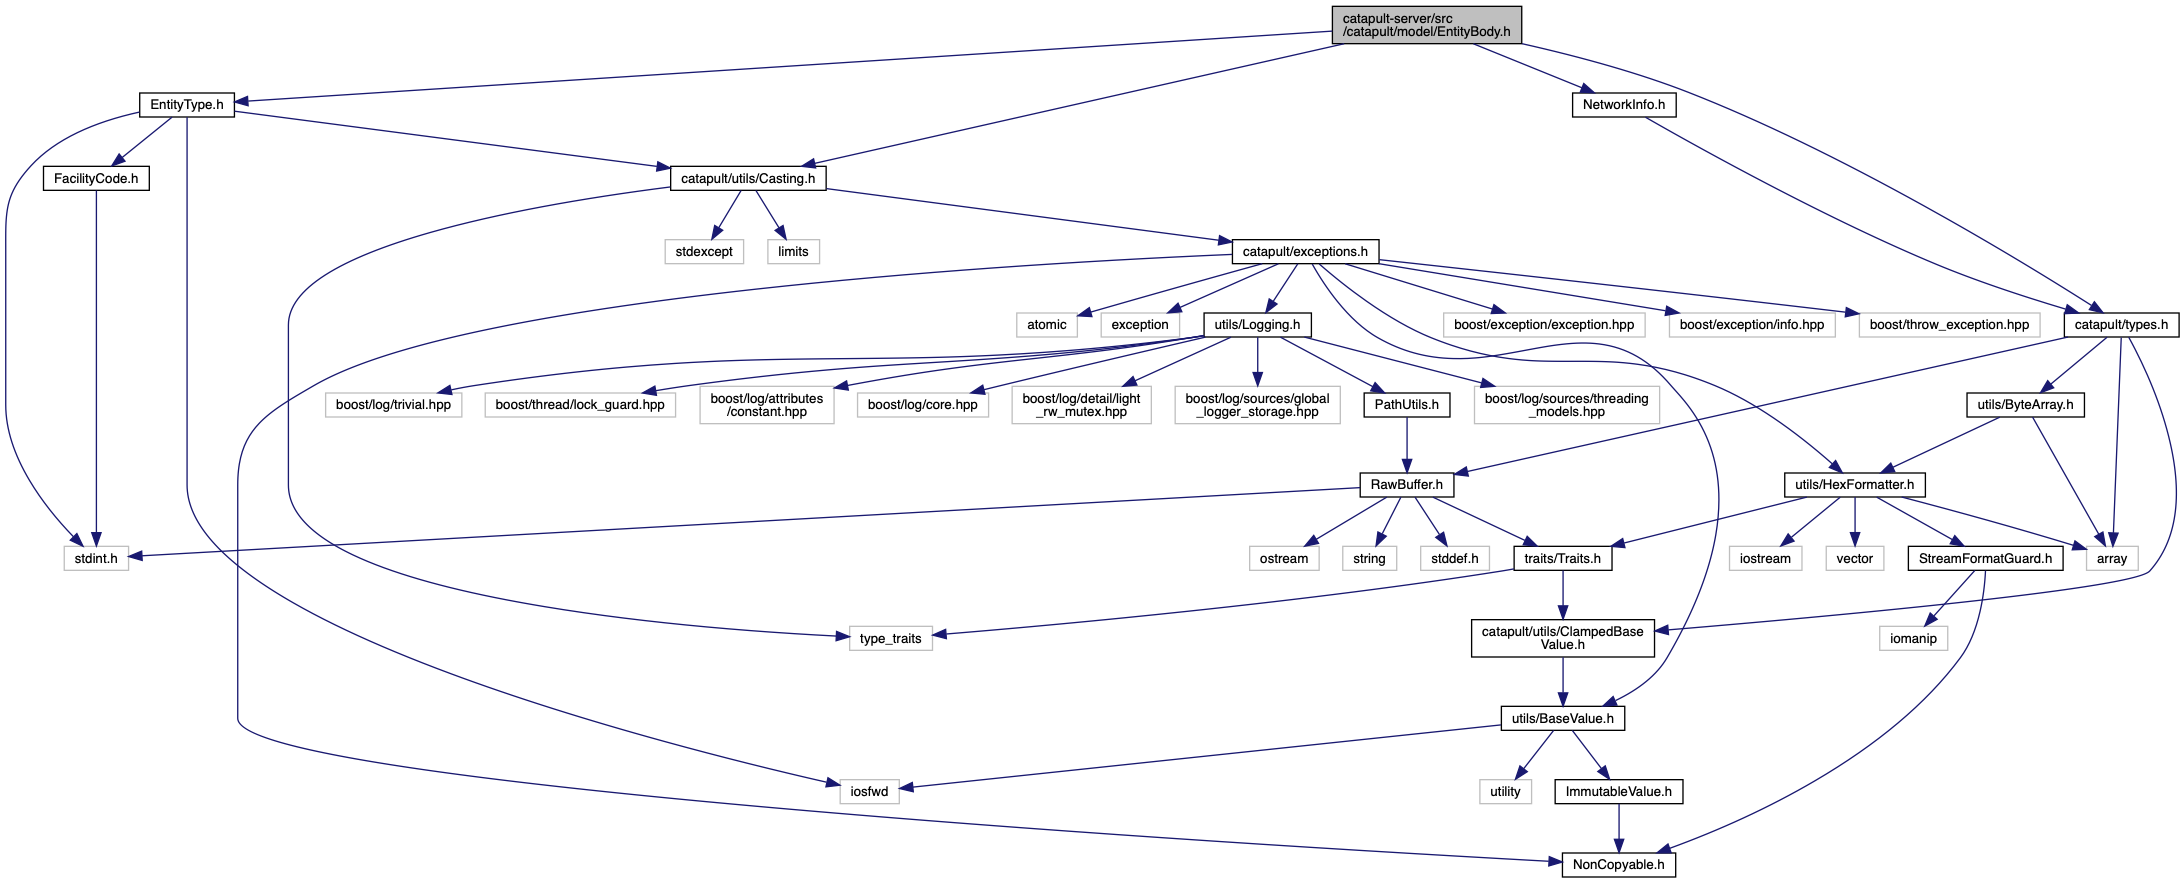 catapult-server/src
/catapult/model/EntityBody.h
EntityType.h
NetworkInfo.h
FacilityCode.h
catapult/utils/Casting.h
stdexcept
limits
catapult/exceptions.h
atomic
exception
utils/Logging.h
boost/exception/exception.hpp
boost/exception/info.hpp
boost/throw_exception.hpp
catapult/types.h
boost/log/trivial.hpp
boost/thread/lock_guard.hpp
boost/log/attributes
/constant.hpp
boost/log/core.hpp
boost/log/detail/light
_rw_mutex.hpp
boost/log/sources/global
_logger_storage.hpp
PathUtils.h
boost/log/sources/threading
_models.hpp
utils/ByteArray.h
RawBuffer.h
utils/HexFormatter.h
stdint.h
ostream
string
stddef.h
traits/Traits.h
iostream
vector
StreamFormatGuard.h
array
type_traits
catapult/utils/ClampedBase
Value.h
iomanip
utils/BaseValue.h
iosfwd
utility
ImmutableValue.h
NonCopyable.h